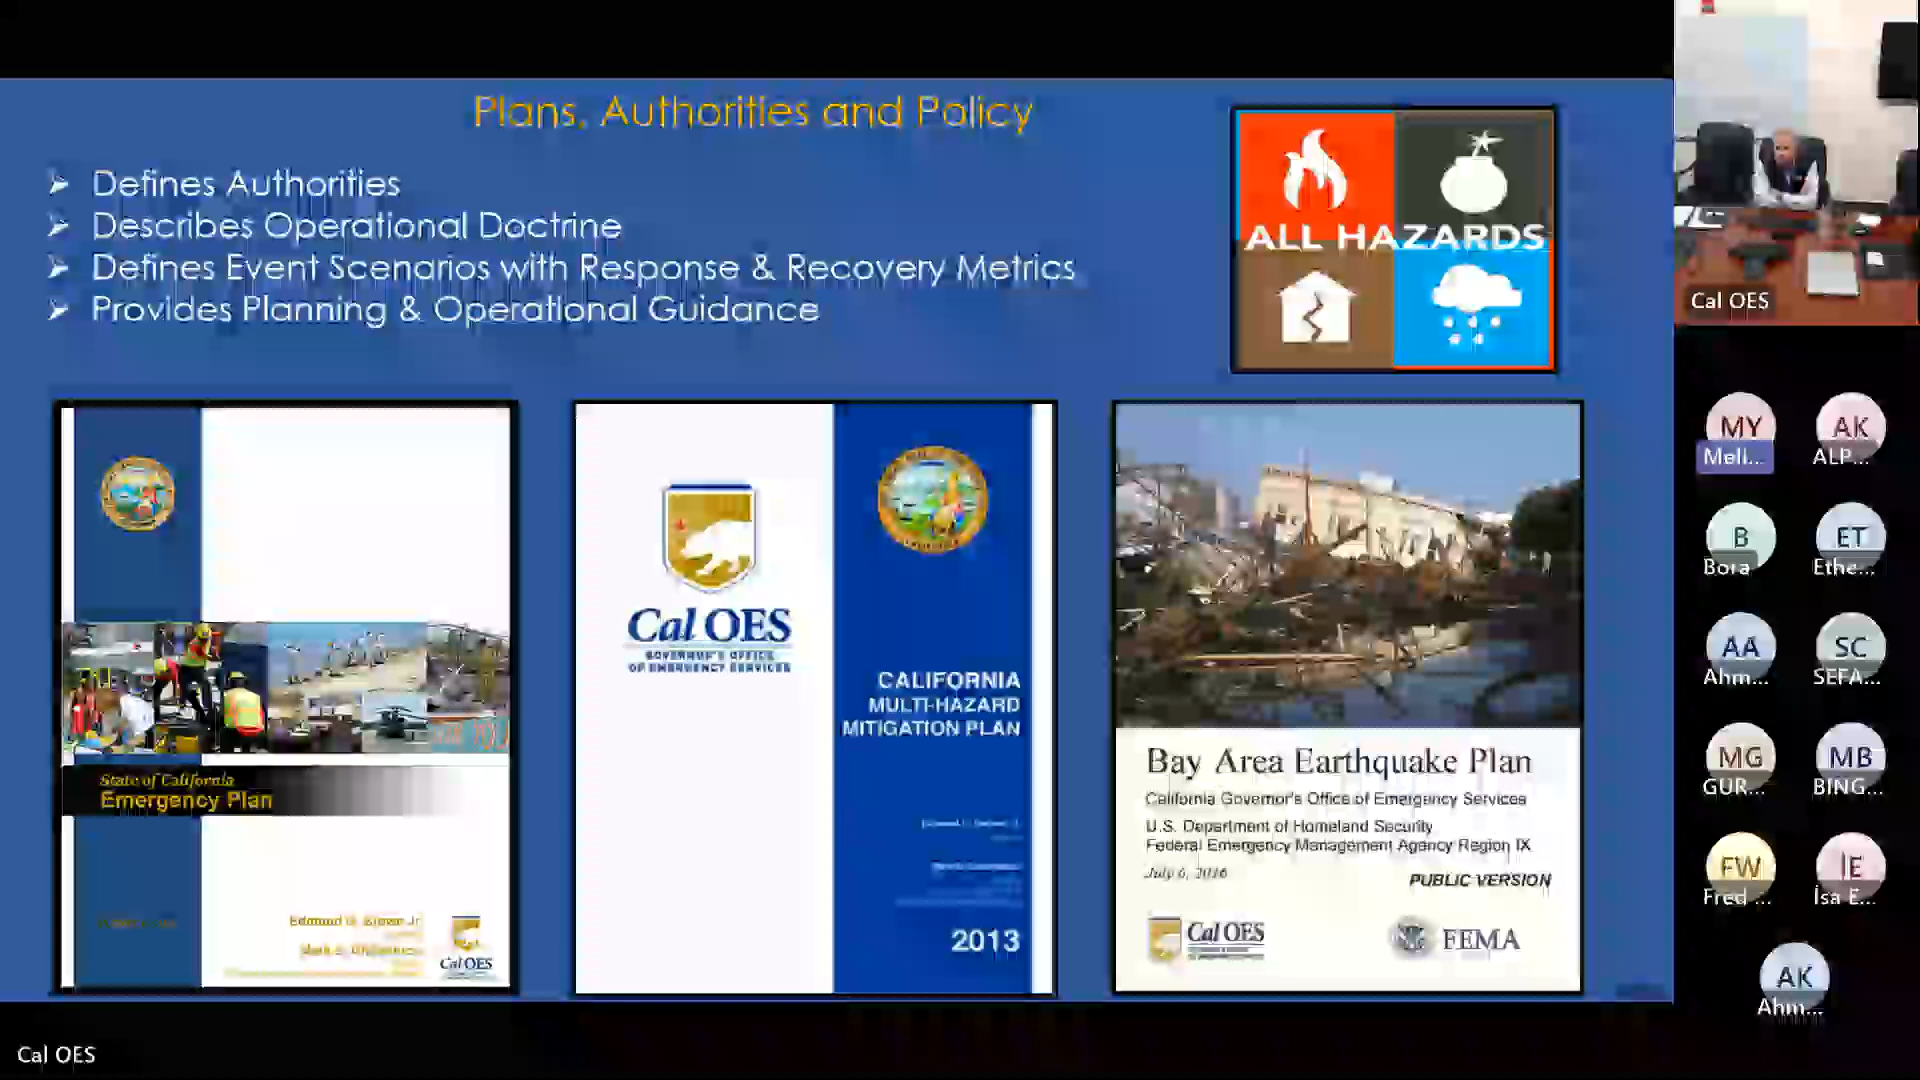 Plans, Authorities and Policy
Defines Authorities
Describes Operational Doctrine
Defines Event Scenarios with Response & Recovery Metrics
Provides Planning & Operational Guidance
ALL HAZARDS
State of California
Emergency Plan
Edmund G. Brown Jr.
Cal OES
Cal OES
GOVERNOR'S OFFICE
OF EMERGENCY SERVICES
CALIFORNIA
MULTI-HAZARD
MITIGATION PLAN
2013
Bay Area Earthquake Plan
California Governor's Office of Emergency Services
U.S. Department of Homeland Security
Federal Emergency Management Agency Region IX
July 6, 2016
PUBLIC VERSION
Cal OES
FEMA
Cal OES
MY
Meli...
AK
ALP...
B
Bora
ET
Ethe...
AA
Ahm...
SC
SEFA...
MG
GUR...
MB
BING...
FW
Fred ...
İE
İsa E...
AK
Ahm...
Cal OES